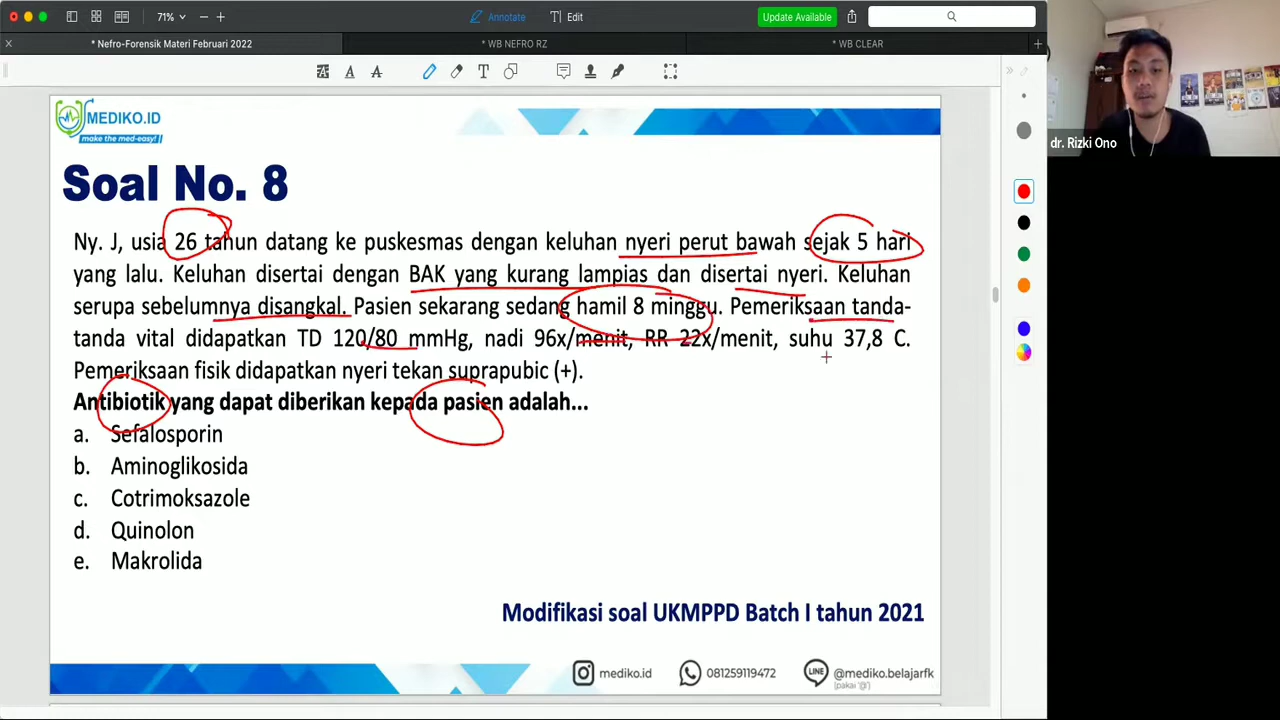 71%
Annotate
Edit
Update Available
* Nefro-Forensik Materi Februari 2022
* WB NEFRO RZ
* WB CLEAR
MEDIKO.ID
make the med-easy!
dr. Rizki Ono
Soal No. 8
Ny. J, usia 26 tahun datang ke puskesmas dengan keluhan nyeri perut bawah sejak 5 hari
yang lalu. Keluhan disertai dengan BAK yang kurang lampias dan disertai nyeri. Keluhan
serupa sebelumnya disangkal. Pasien sekarang sedang hamil 8 minggu. Pemeriksaan tanda-
tanda vital didapatkan TD 120/80 mmHg, nadi 96x/menit, RR 22x/menit, suhu 37,8 C.
Pemeriksaan fisik didapatkan nyeri tekan suprapubic (+).
Antibiotik yang dapat diberikan kepada pasien adalah...
a. Sefalosporin
b. Aminoglikosida
c. Cotrimoksazole
d. Quinolon
e. Makrolida
Modifikasi soal UKMPPD Batch I tahun 2021
mediko.id
081259119472
LINE
@mediko.belajarfk
(pakai '@')